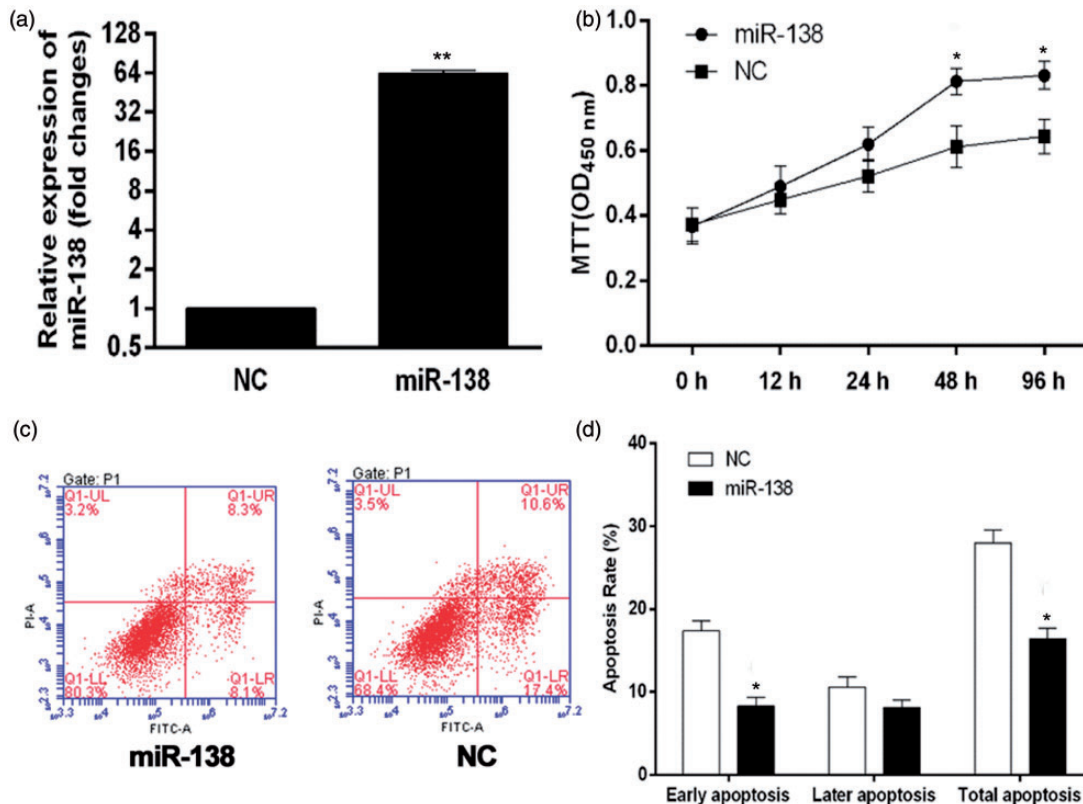 (a)
Relative expression of
miR-138 (fold changes)
128
64
32
16
8
4
2
1
0.5
**
NC
miR-138
(b)
MTT(OD450 nm)
1.0
0.8
0.6
0.4
0.2
0.0
miR-138
NC
*
*
0 h
12 h
24 h
48 h
96 h
(c)
Gate: P1
Q1-UL
3.2%
Q1-UR
8.3%
Q1-LL
80.3%
Q1-LR
8.1%
PI-A
FITC-A
miR-138
Gate: P1
Q1-UL
3.5%
Q1-UR
10.6%
Q1-LL
68.4%
Q1-LR
17.4%
PI-A
FITC-A
NC
(d)
Apoptosis Rate (%)
40
30
20
10
0
NC
miR-138
*
*
Early apoptosis
Later apoptosis
Total apoptosis